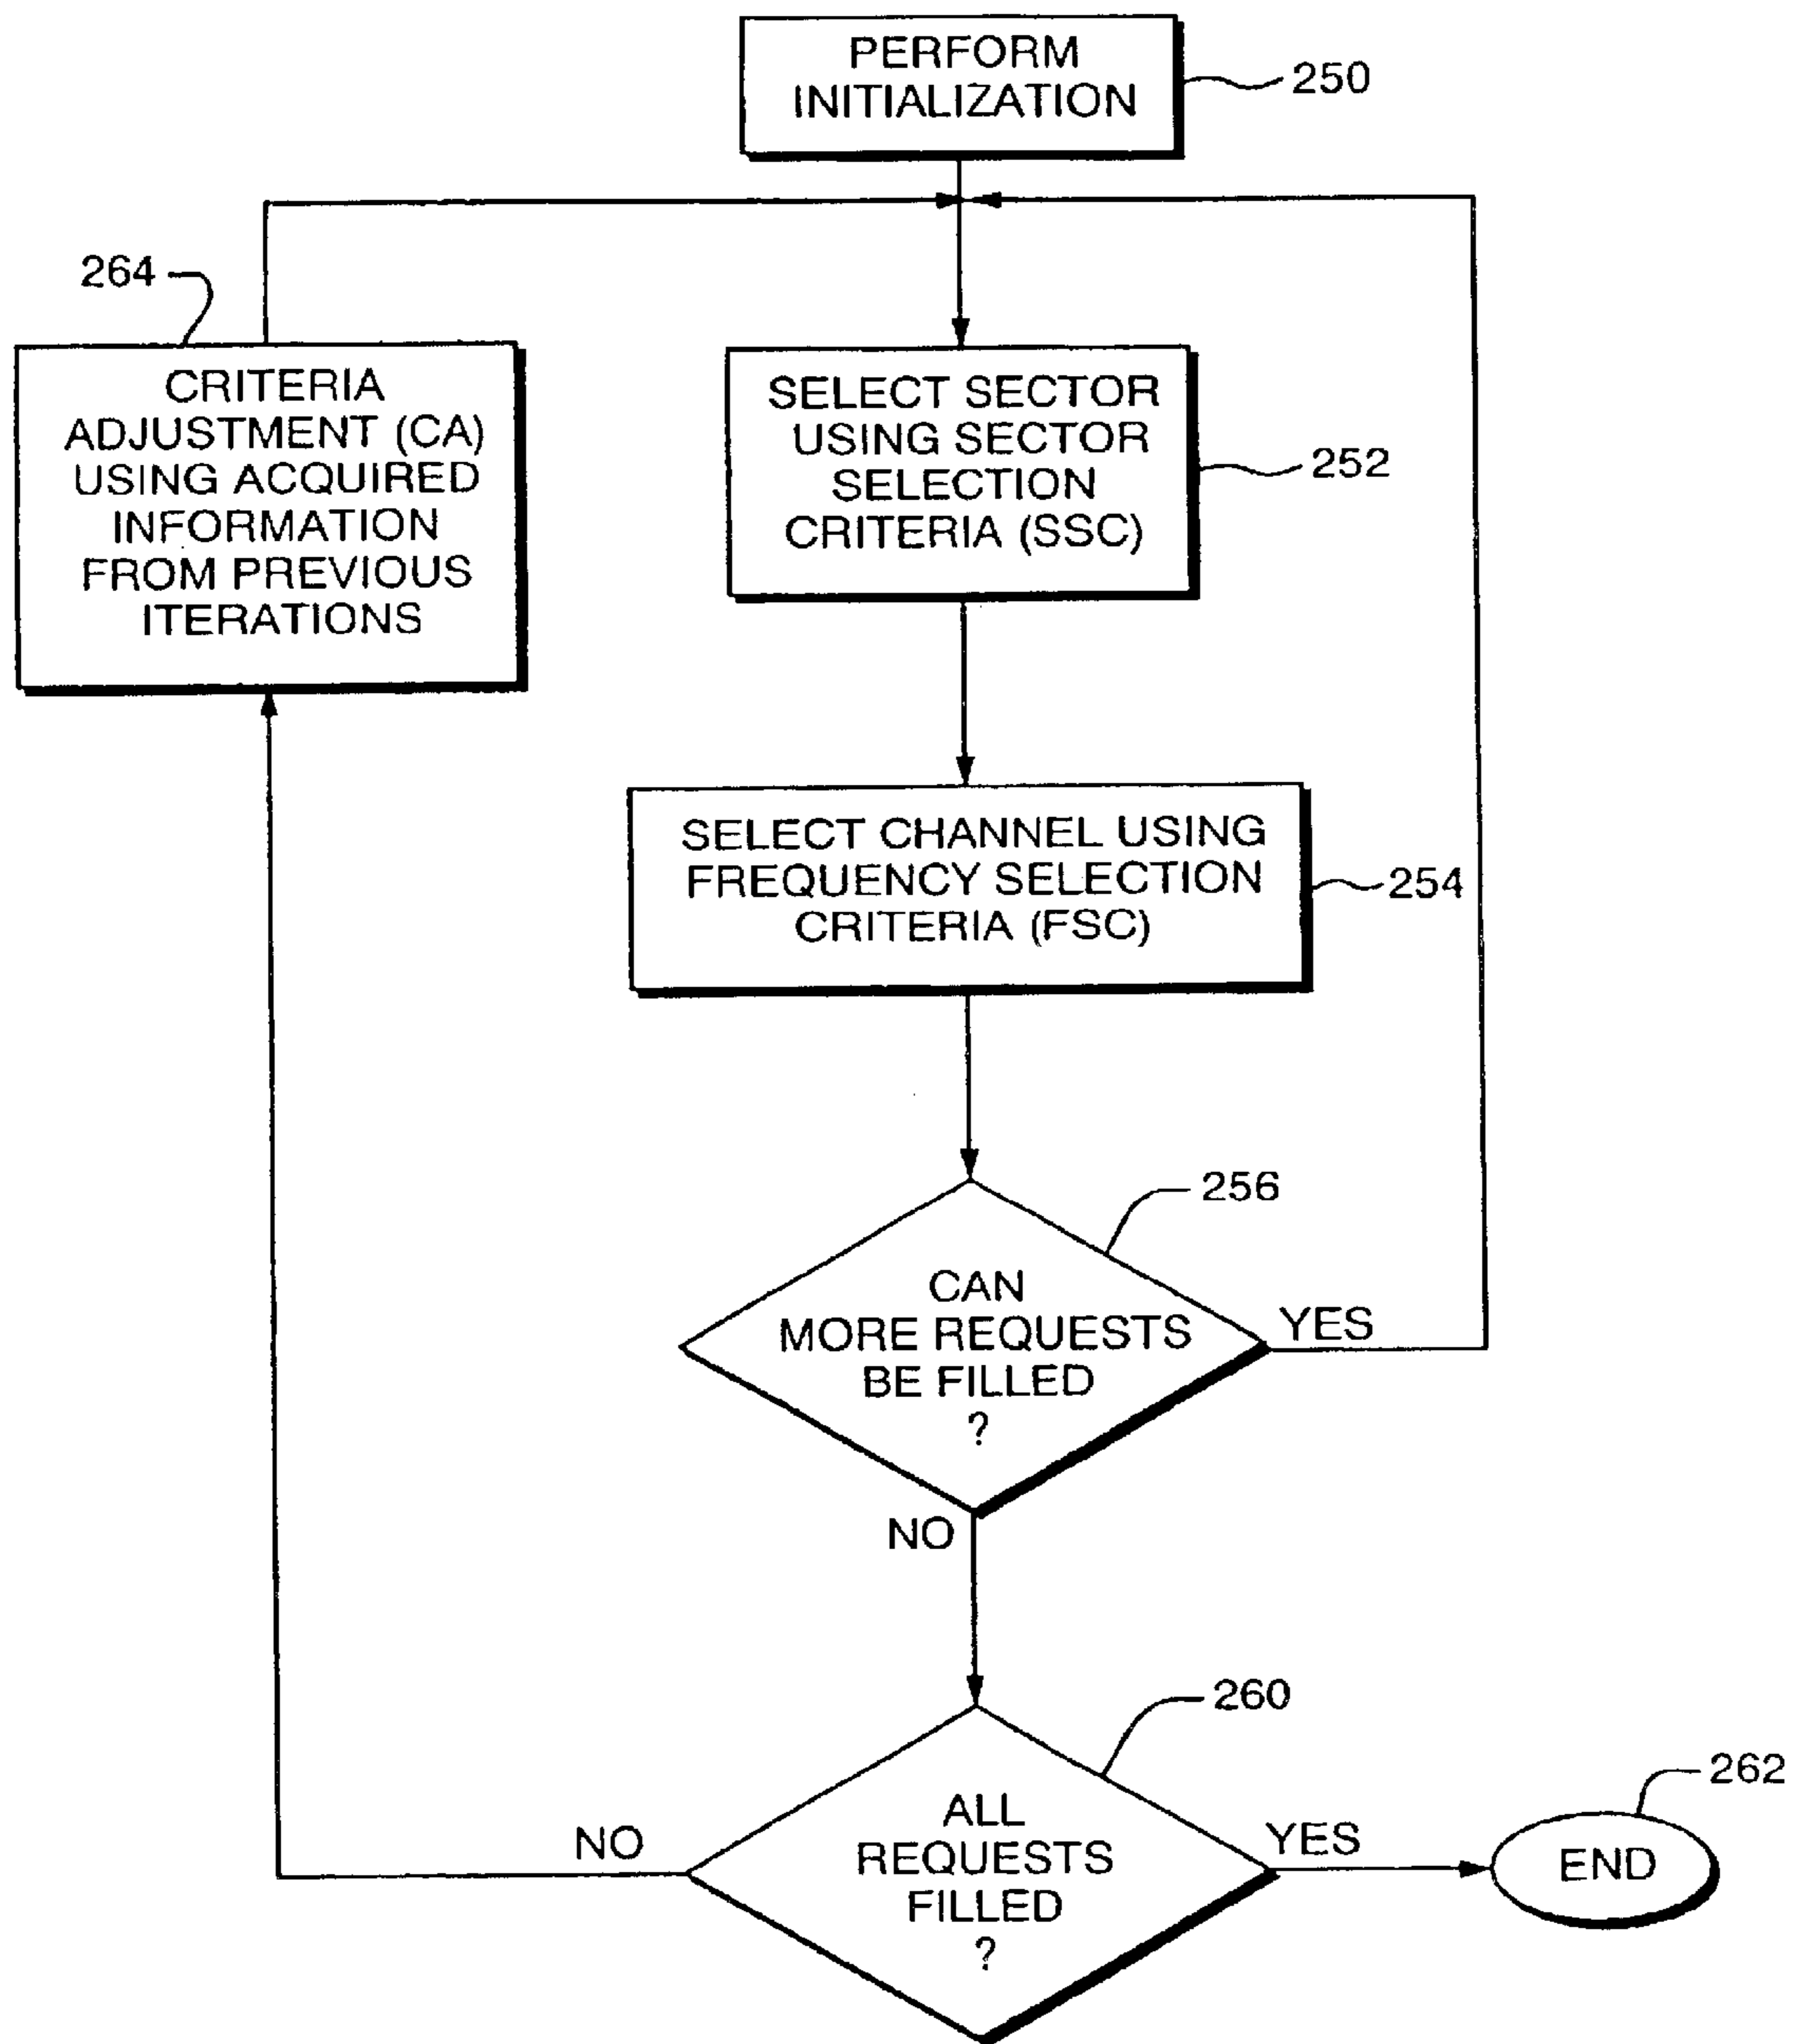 PERFORM
INITIALIZATION
250
264
CRITERIA
ADJUSTMENT (CA)
USING ACQUIRED
INFORMATION
FROM PREVIOUS
ITERATIONS
SELECT SECTOR
USING SECTOR
SELECTION
CRITERIA (SSC)
252
SELECT CHANNEL USING
FREQUENCY SELECTION
CRITERIA (FSC)
254
256
CAN
MORE REQUESTS
BE FILLED
?
YES
NO
260
ALL
REQUESTS
FILLED
?
NO
YES
262
END